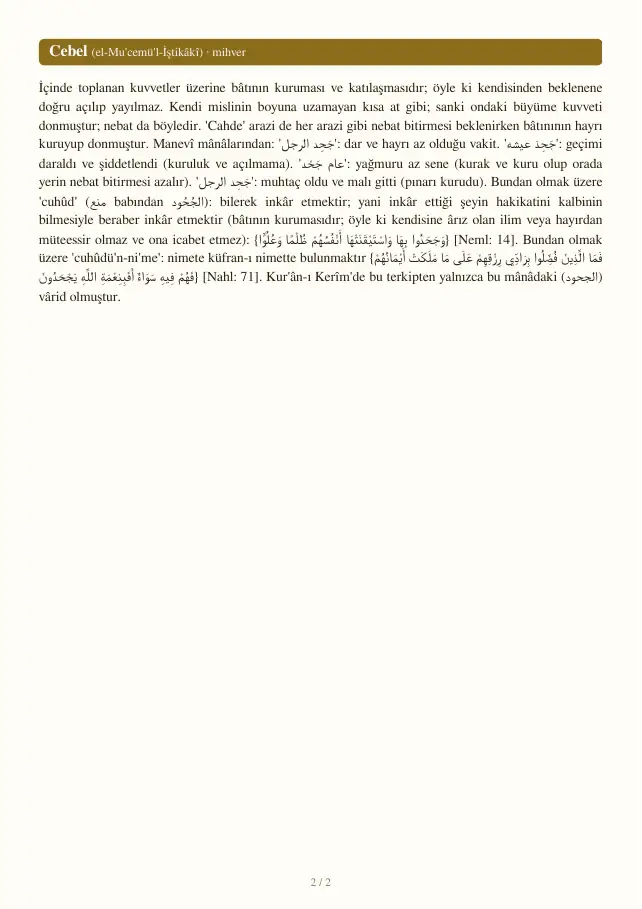 Cebel (el-Mu'cemü'l-İştikâkî) · mihver
İçinde toplanan kuvvetler üzerine bâtının kuruması ve katılaşmasıdır; öyle ki kendisinden beklenene
doğru açılıp yayılmaz. Kendi mislinin boyuna uzamayan kısa at gibi; sanki ondaki büyüme kuvveti
donmuştur; nebat da böyledir. 'Cahde' arazi de her arazi gibi nebat bitirmesi beklenirken bâtınının hayrı
kuruyup donmuştur. Manevî mânâlarından: 'جَحِد الرجل': dar ve hayrı az olduğu vakit. 'جَحِد عيشه': geçimi
daraldı ve şiddetlendi (kuruluk ve açılmama). 'عام جَحْد': yağmuru az sene (kurak ve kuru olup orada
yerin nebat bitirmesi azalır). 'جَحِد الرجل': muhtaç oldu ve malı gitti (pınarı kurudu). Bundan olmak üzere
'cuhûd' (منع babından الجُحُود): bilerek inkâr etmektir; yani inkâr ettiği şeyin hakikatini kalbinin
bilmesiyle beraber inkâr etmektir (bâtının kurumasıdır; öyle ki kendisine ârız olan ilim veya hayırdan
müteessir olmaz ve ona icabet etmez): {وَجَحَدُوا بِهَا وَاسْتَيْقَنَتْهَا أَنْفُسُهُمْ ظُلْمًا وَعُلُوًّا} [Neml: 14]. Bundan olmak
üzere 'cuhûdü'n-ni'me': nimete küfran-ı nimette bulunmaktır {فَمَا الَّذِينَ فُضِّلُوا بِرَادِّي رِزْقِهِمْ عَلَى مَا مَلَكَتْ أَيْمَانُهُمْ
فَهُمْ فِيهِ سَوَاءٌ أَفَبِنِعْمَةِ اللَّهِ يَجْحَدُونَ} [Nahl: 71]. Kur'ân-ı Kerîm'de bu terkipten yalnızca bu mânâdaki (الجحود)
vârid olmuştur.
2 / 2